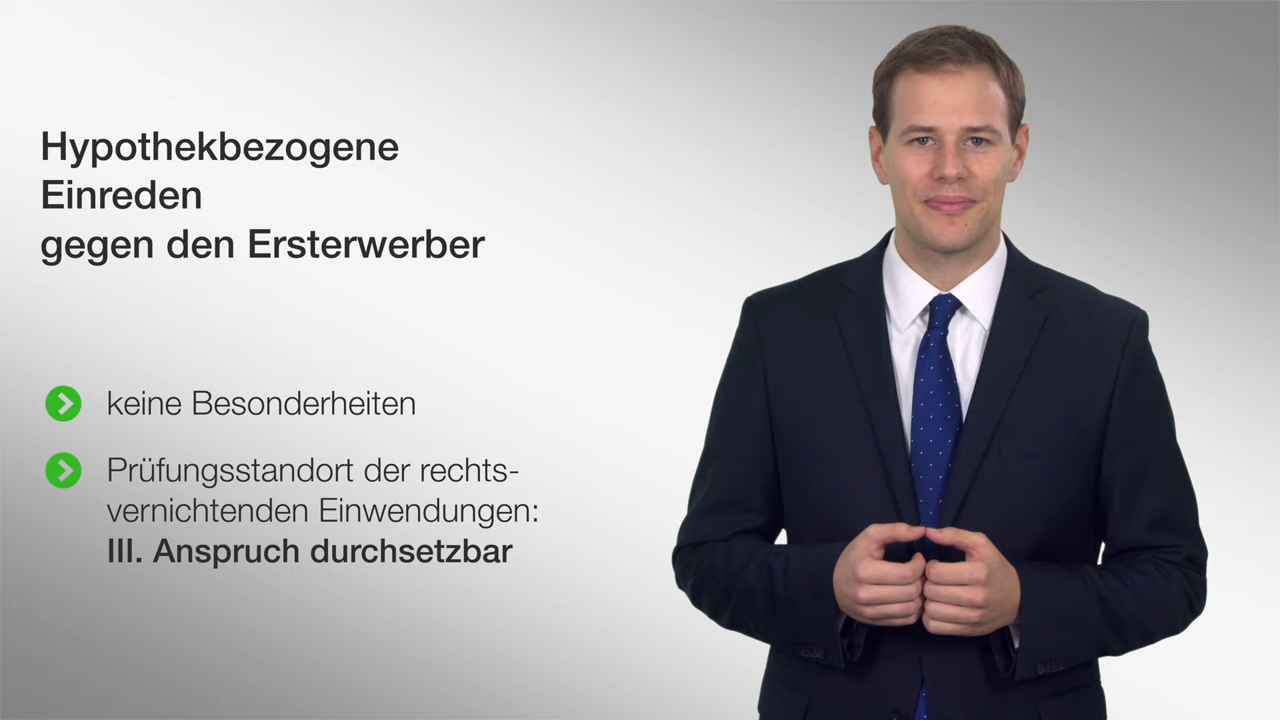 Hypothekbezogene
Einreden
gegen den Ersterwerber
keine Besonderheiten
Prüfungsstandort der rechts-
vernichtenden Einwendungen:
III. Anspruch durchsetzbar